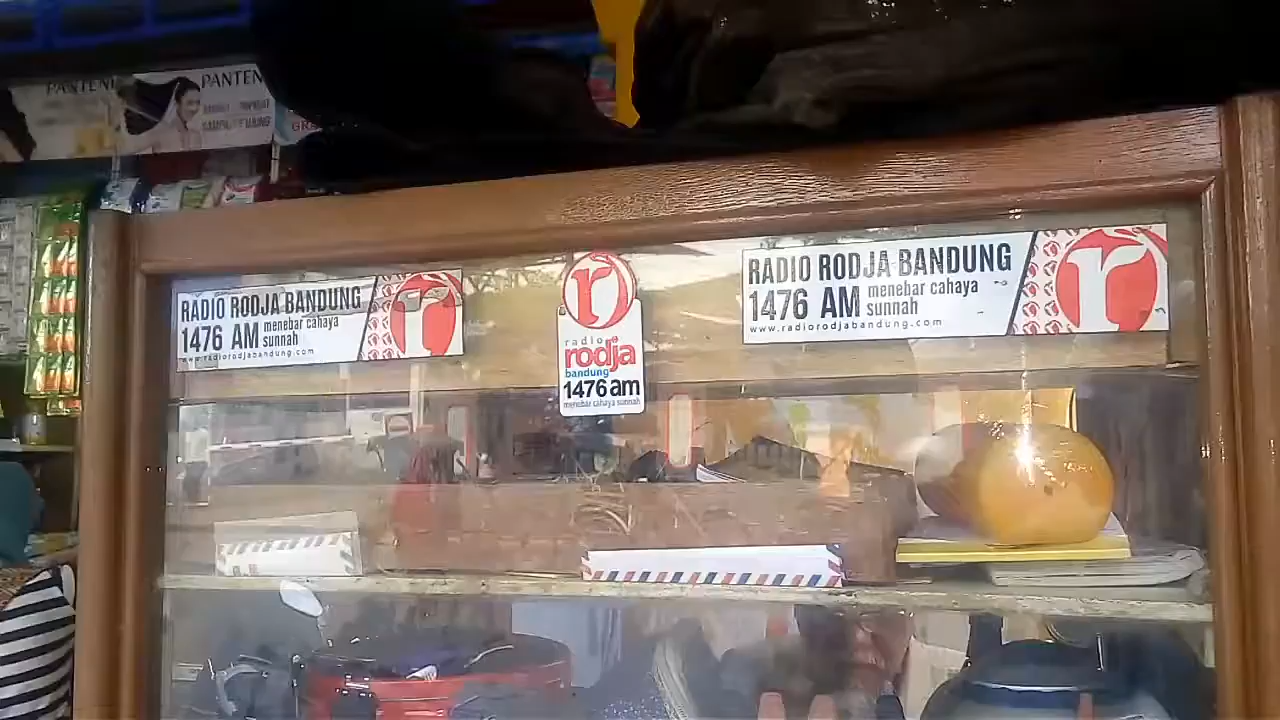 PANTENE
PANTEN
RADIO RODJA BANDUNG
1476 AM menebar cahaya
sunnah
www.radiorodjabandung.com
r
radio
rodja
bandung
1476 am
menebar cahaya sunnah
RADIO RODJA BANDUNG
1476 AM menebar cahaya
sunnah
www.radiorodjabandung.com
r